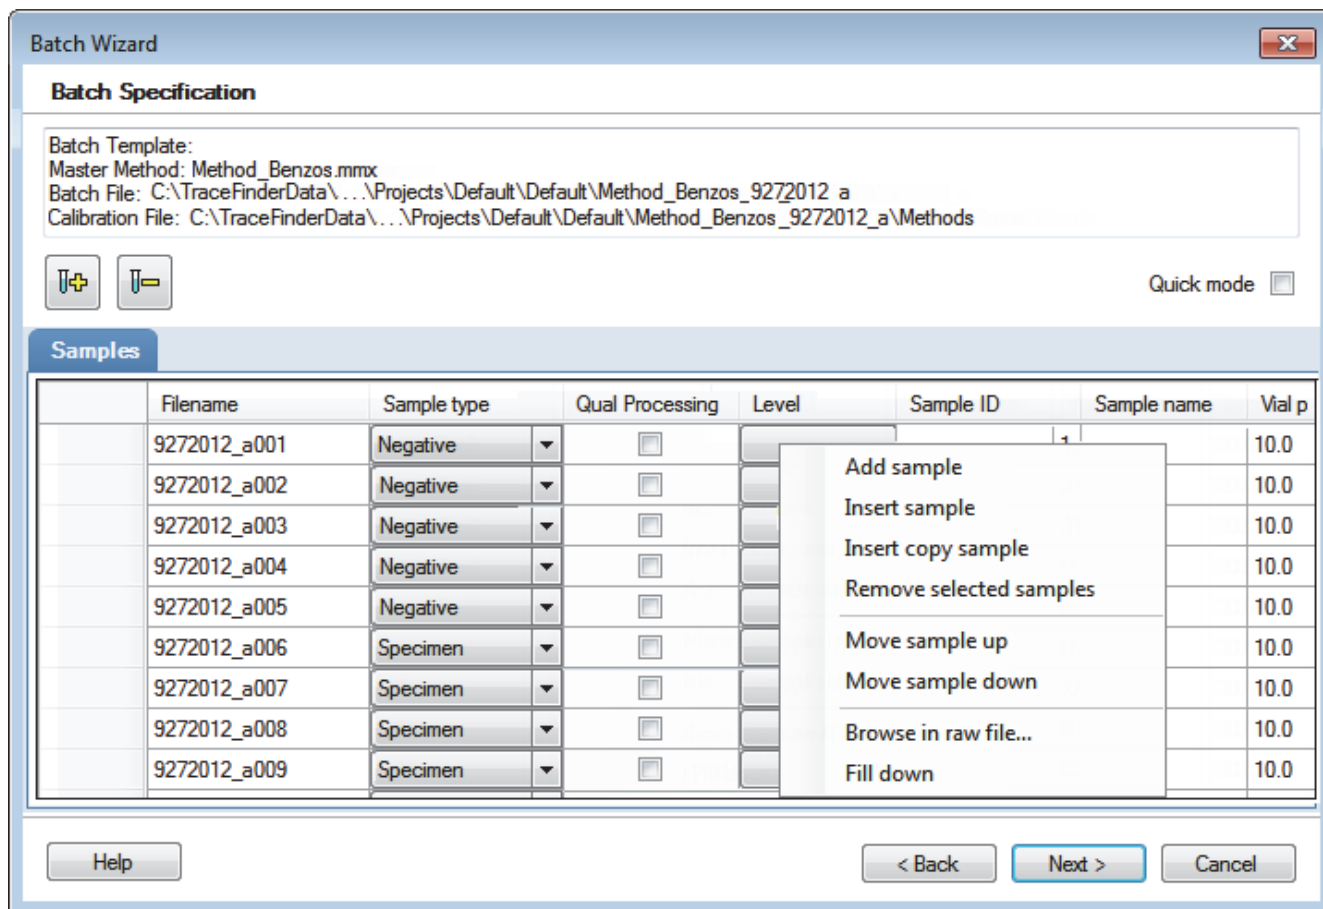 Batch Wizard
Batch Specification
Batch Template:
Master Method: Method_Benzos.mmx
Batch File: C:\TraceFinderData\...\Projects\Default\Default\Method_Benzos_9272012_a
Calibration File: C:\TraceFinderData\...\Projects\Default\Default\Method_Benzos_9272012_a\Methods
Quick mode
Samples
Filename Sample type Qual Processing Level Sample ID Sample name Vial p
9272012_a001 Negative 10.0
9272012_a002 Negative 10.0
9272012_a003 Negative 10.0
9272012_a004 Negative 10.0
9272012_a005 Negative 10.0
9272012_a006 Specimen 10.0
9272012_a007 Specimen 10.0
9272012_a008 Specimen 10.0
9272012_a009 Specimen 10.0
Add sample
Insert sample
Insert copy sample
Remove selected samples
Move sample up
Move sample down
Browse in raw file...
Fill down
Help < Back Next > Cancel